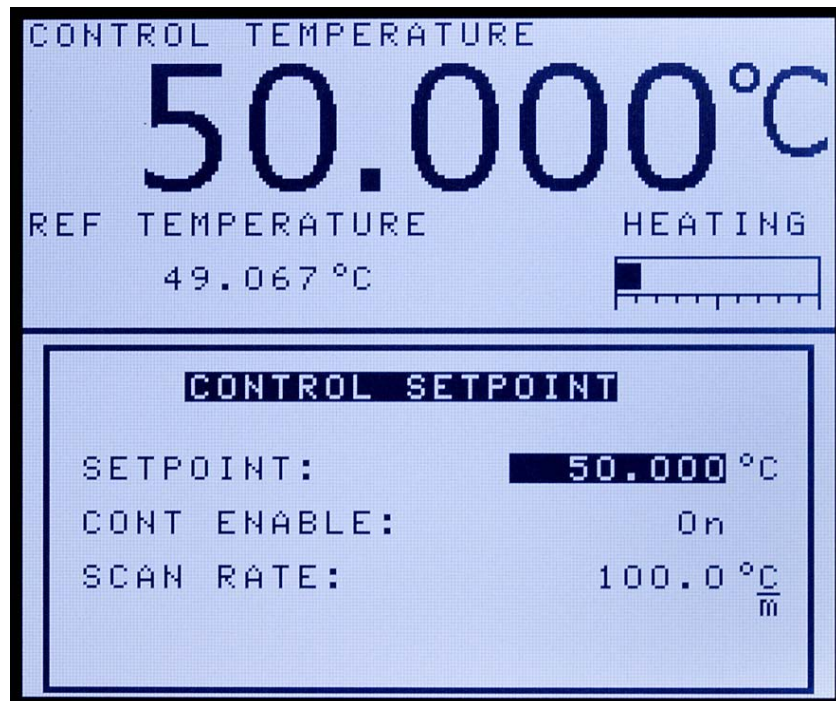 CONTROL TEMPERATURE
50.000°C
REF TEMPERATURE
HEATING
49.067°C
CONTROL SETPOINT
SETPOINT: 50.000 °C
CONT ENABLE: On
SCAN RATE: 100.0 °C/m